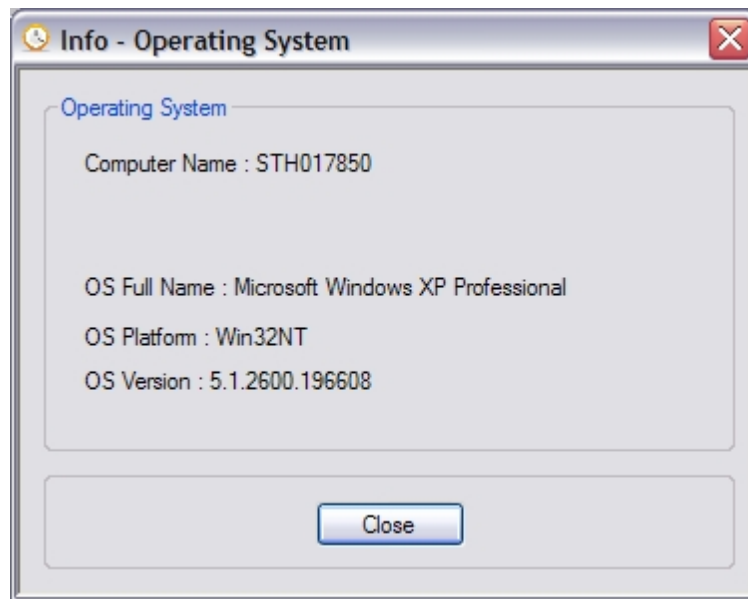 Info - Operating System
Operating System
Computer Name : STH017850
OS Full Name : Microsoft Windows XP Professional
OS Platform : Win32NT
OS Version : 5.1.2600.196608
Close